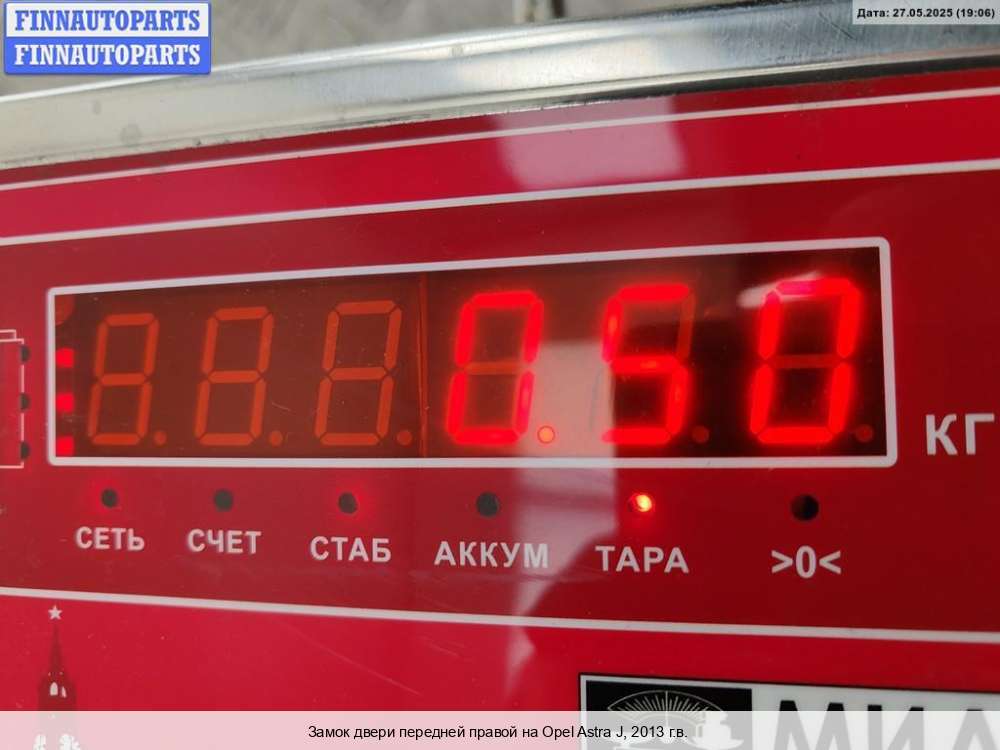 FINNAUTOPARTS
FINNAUTOPARTS
Дата: 27.05.2025 (19:06)
0.50
КГ
СЕТЬ СЧЕТ СТАБ АККУМ ТАРА >0<
Замок двери передней правой на Opel Astra J, 2013 г.в.